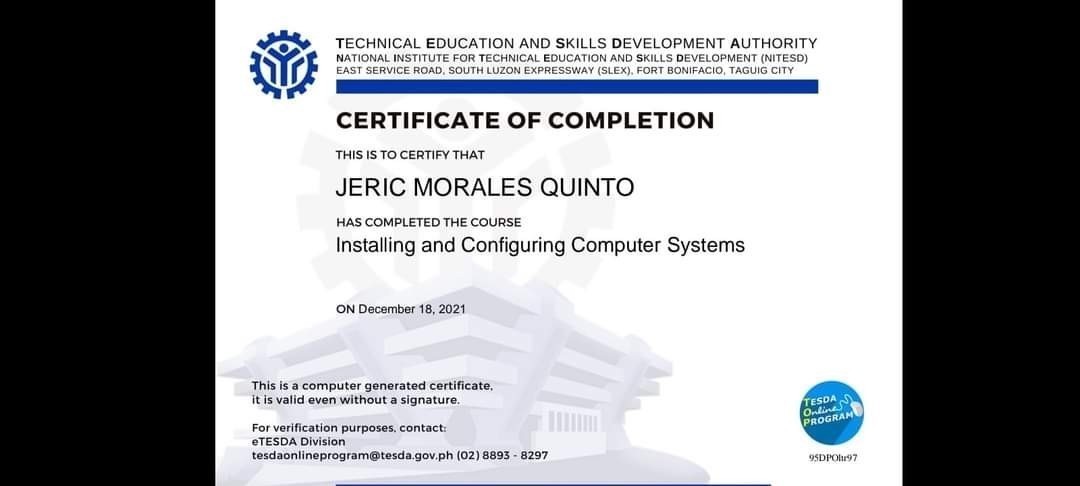 TECHNICAL EDUCATION AND SKILLS DEVELOPMENT AUTHORITY
NATIONAL INSTITUTE FOR TECHNICAL EDUCATION AND SKILLS DEVELOPMENT (NITESD)
EAST SERVICE ROAD, SOUTH LUZON EXPRESSWAY (SLEX), FORT BONIFACIO, TAGUIG CITY
CERTIFICATE OF COMPLETION
THIS IS TO CERTIFY THAT
JERIC MORALES QUINTO
HAS COMPLETED THE COURSE
Installing and Configuring Computer Systems
ON December 18, 2021
This is a computer generated certificate,
it is valid even without a signature.
For verification purposes, contact:
eTESDA Division
tesdaonlineprogram@tesda.gov.ph (02) 8893 - 8297
TESDA
Online
PROGRAM
95DPOhr97